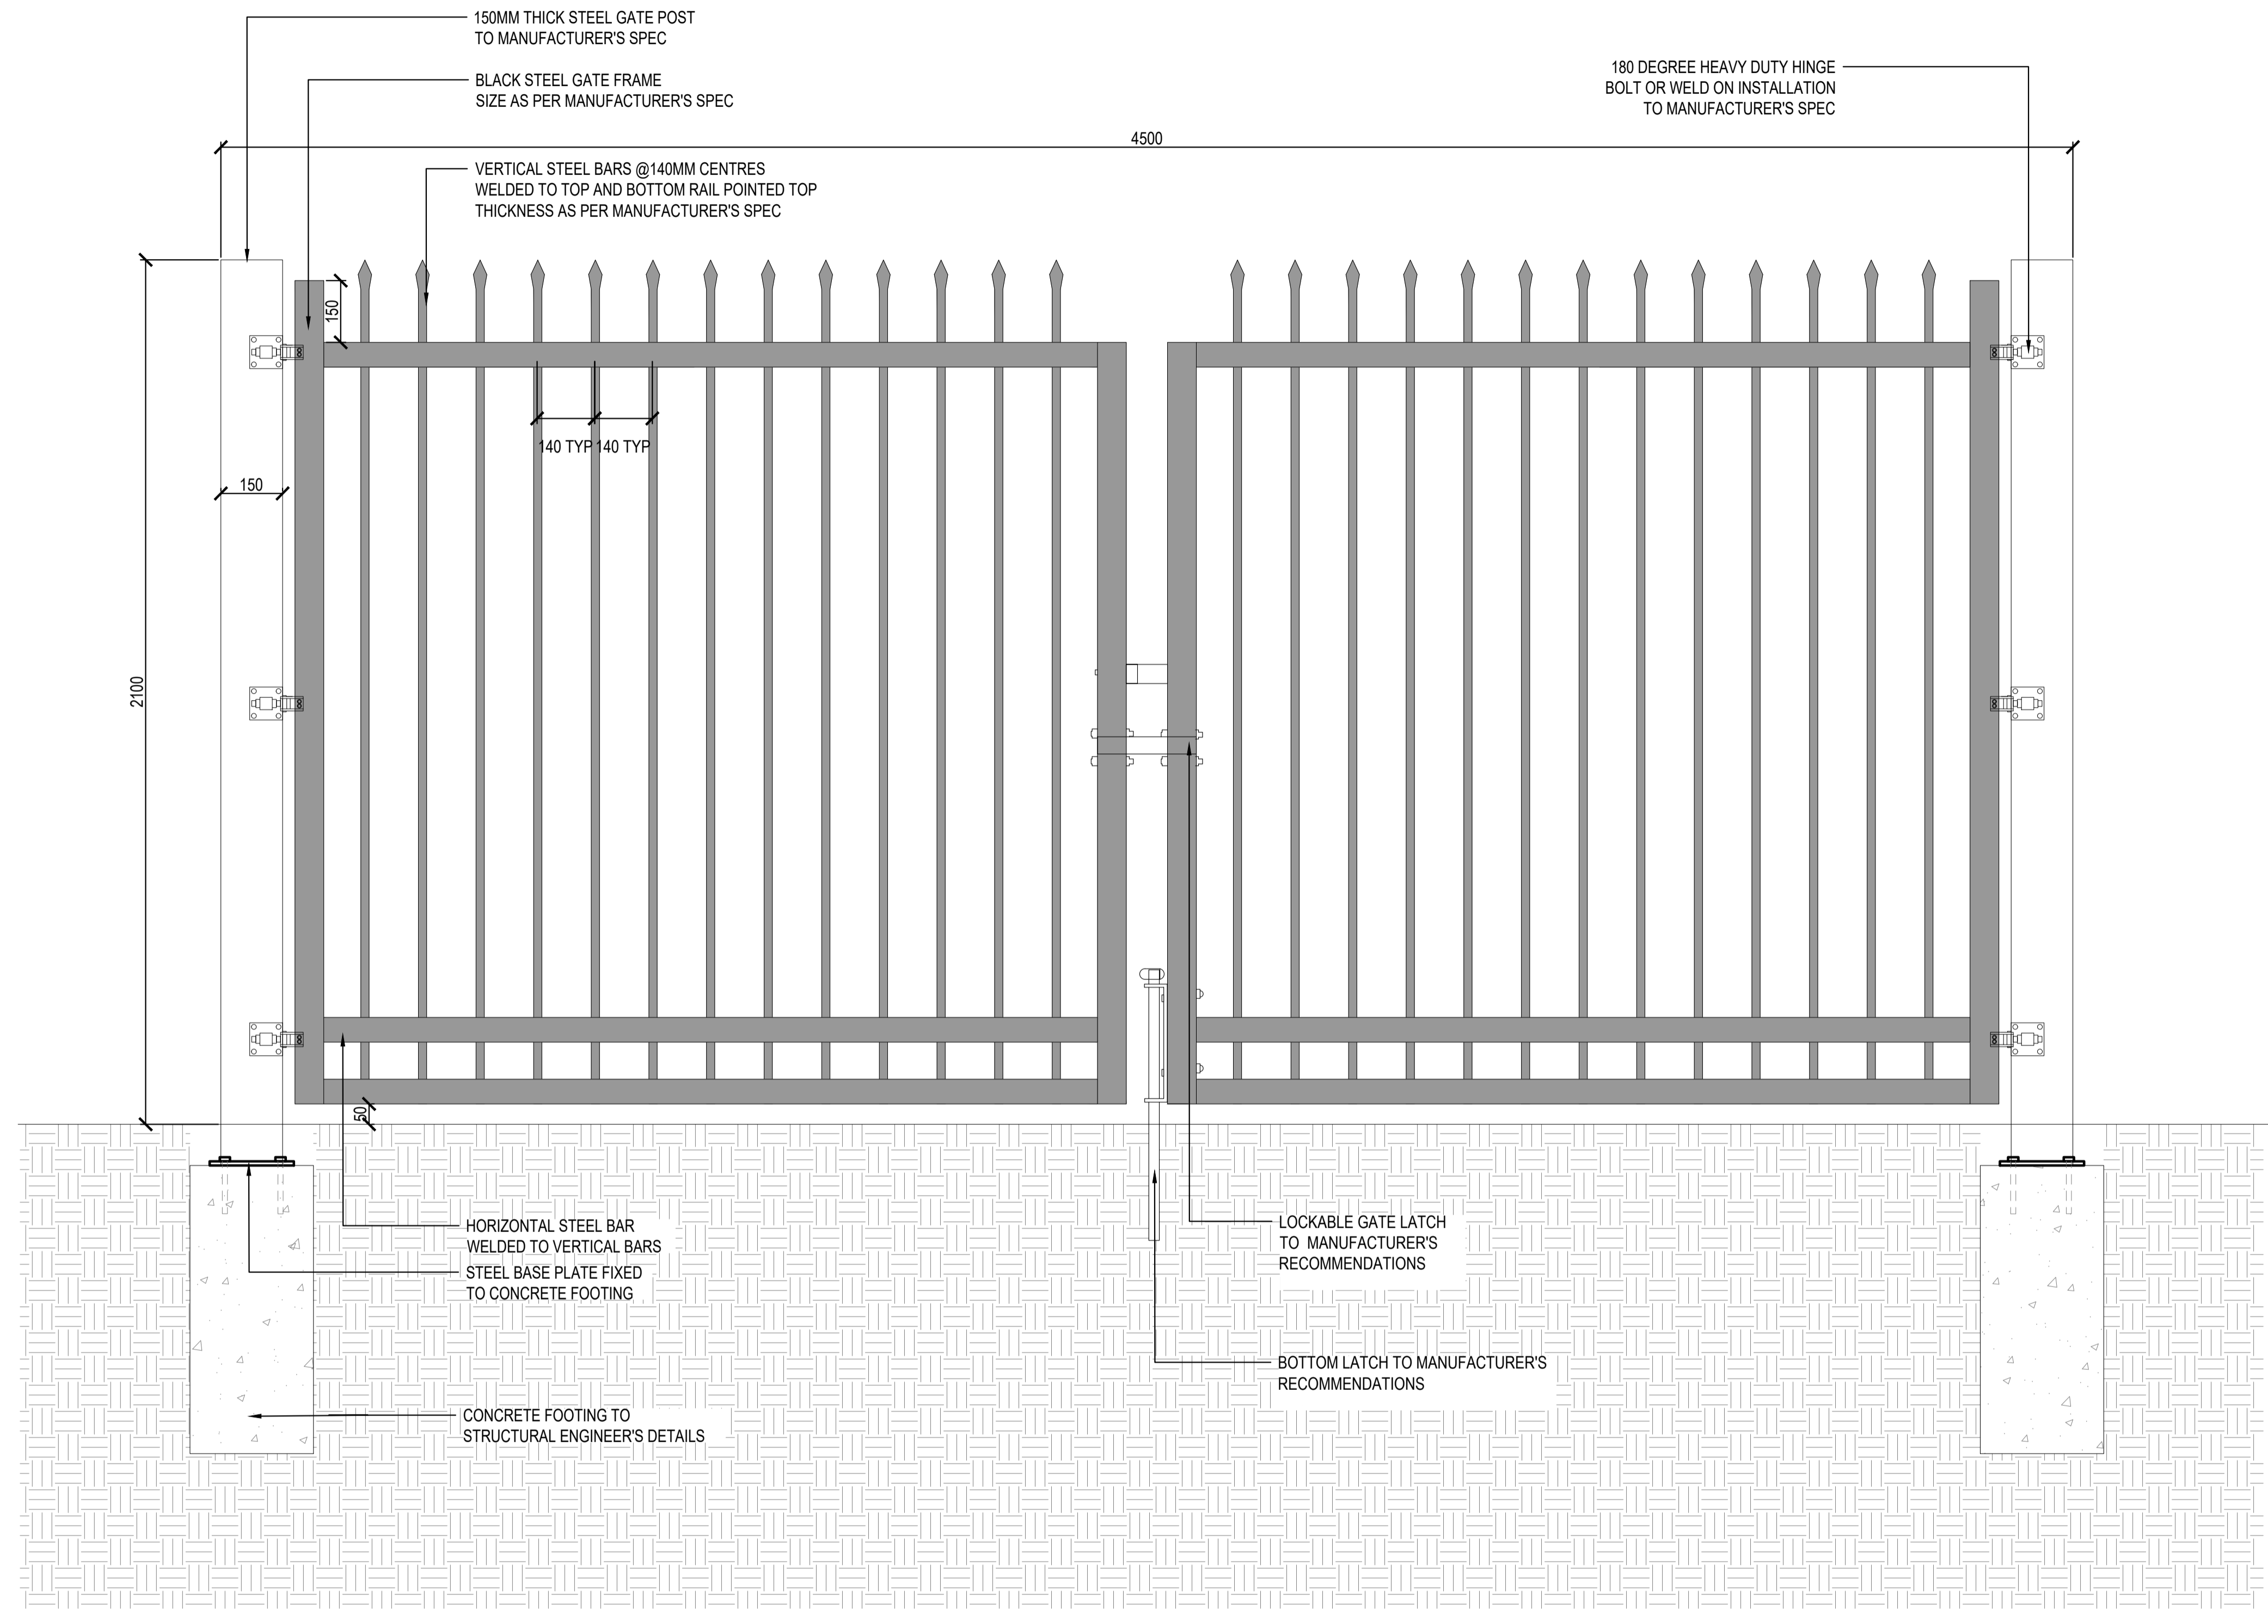 150MM THICK STEEL GATE POST
TO MANUFACTURER'S SPEC
BLACK STEEL GATE FRAME
SIZE AS PER MANUFACTURER'S SPEC
180 DEGREE HEAVY DUTY HINGE
BOLT OR WELD ON INSTALLATION
TO MANUFACTURER'S SPEC
4500
VERTICAL STEEL BARS @140MM CENTRES
WELDED TO TOP AND BOTTOM RAIL POINTED TOP
THICKNESS AS PER MANUFACTURER'S SPEC
150
140 TYP 140 TYP
150
2100
50
HORIZONTAL STEEL BAR
WELDED TO VERTICAL BARS
STEEL BASE PLATE FIXED
TO CONCRETE FOOTING
LOCKABLE GATE LATCH
TO MANUFACTURER'S
RECOMMENDATIONS
BOTTOM LATCH TO MANUFACTURER'S
RECOMMENDATIONS
CONCRETE FOOTING TO
STRUCTURAL ENGINEER'S DETAILS